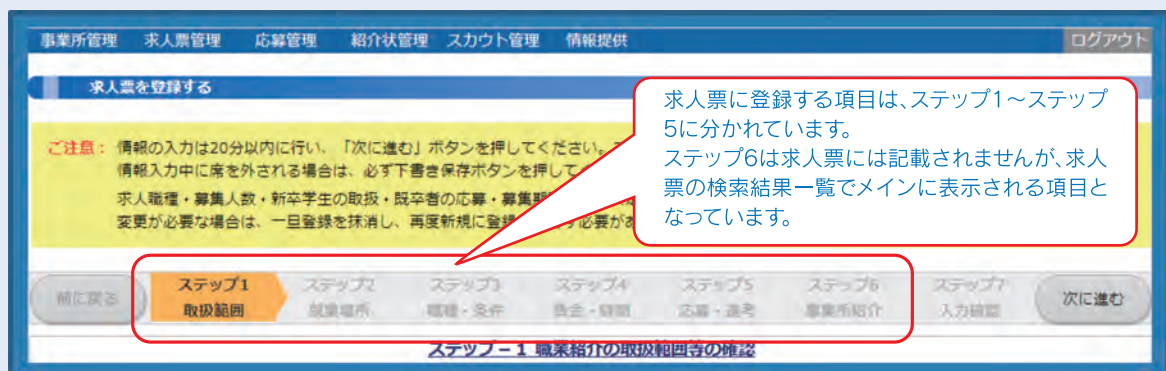 事業所管理 求人票管理 応募管理 紹介状管理 スカウト管理 情報提供 ログアウト
求人票を登録する
求人票に登録する項目は、ステップ1～ステップ
5に分かれています。
ステップ6は求人票には記載されませんが、求人
票の検索結果一覧でメインに表示される項目と
なっています。
ご注意： 情報の入力は20分以内に行い、「次に進む」ボタンを押してください。
情報入力中に席を外される場合は、必ず下書き保存ボタンを押して
求人職種・募集人数・新卒学生の取扱・既卒者の応募・募集
変更が必要な場合は、一旦登録を抹消し、再度新規に登録
前に戻る
ステップ1 ステップ2 ステップ3 ステップ4 ステップ5 ステップ6 ステップ7
取扱範囲 就業場所 職種・条件 賃金・時間 応募・選考 事業所紹介 入力確認
次に進む
ステップ－1 職業紹介の取扱範囲等の確認